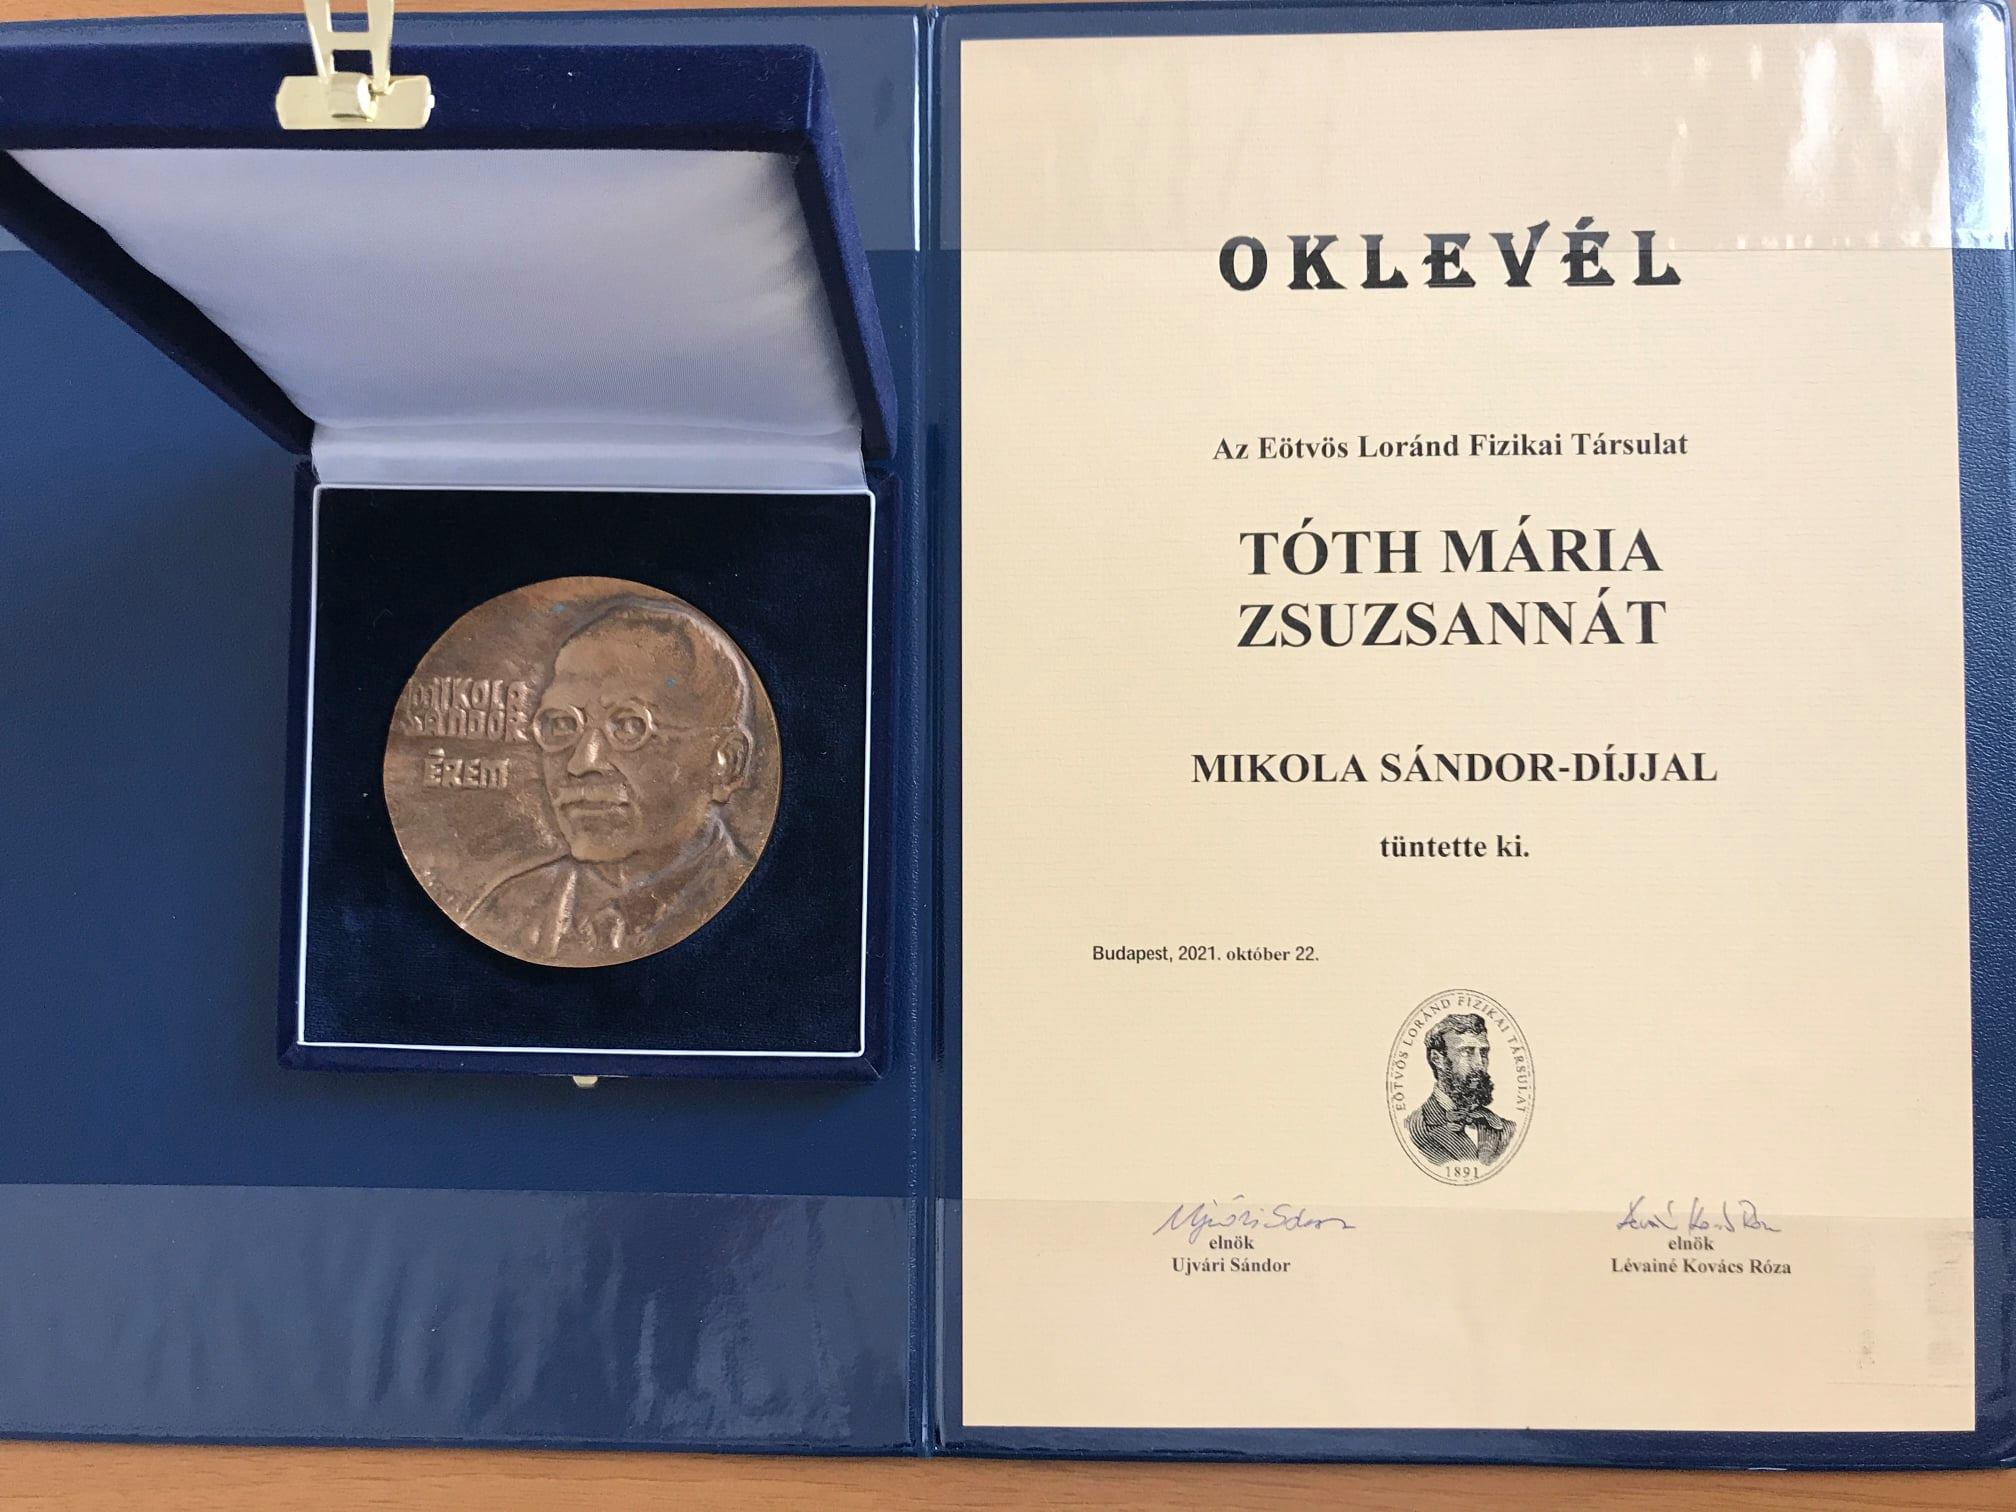 MIKOLA
SÁNDOR
ÉREM
OKLEVÉL
Az Eötvös Loránd Fizikai Társulat
TÓTH MÁRIA
ZSUZSANNÁT
MIKOLA SÁNDOR-DÍJJAL
tüntette ki.
Budapest, 2021. október 22.
EÖTVÖS LORÁND FIZIKAI TÁRSULAT
1891
elnök
Ujvári Sándor
elnök
Lévainé Kovács Róza